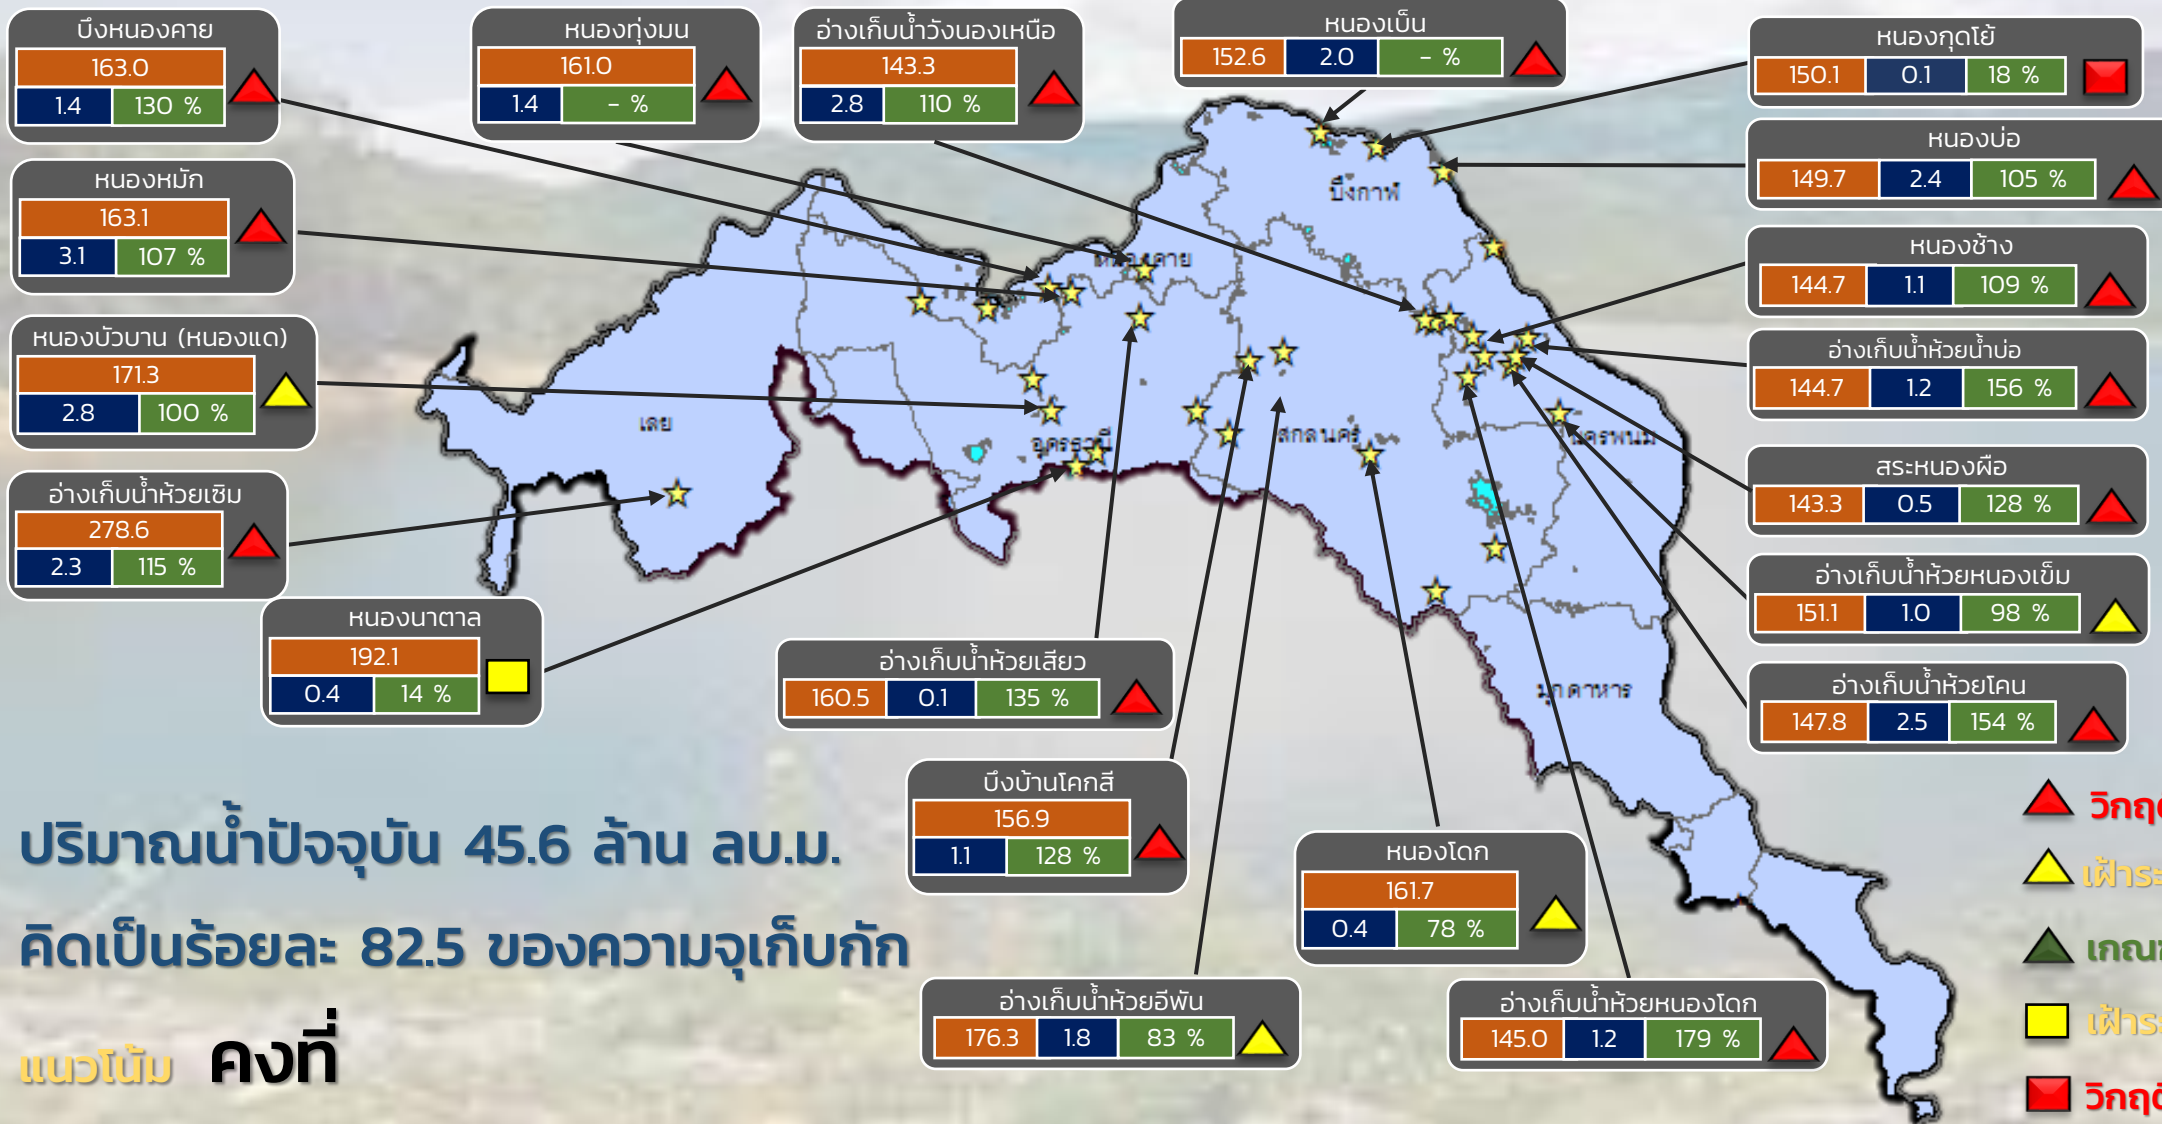 บึงหนองคาย
163.0
1.4 130 %
หนองทุ่งมน
161.0
1.4 - %
อ่างเก็บน้ำวังนองเหนือ
143.3
2.8 110 %
หนองเบ็น
152.6 2.0 - %
หนองกุดโย้
150.1 0.1 18 %
หนองหมัก
163.1
3.1 107 %
หนองบ่อ
149.7 2.4 105 %
บึงกาฬ
หนองช้าง
144.7 1.1 109 %
หนองบัวบาน (หนองแด)
171.3
2.8 100 %
อ่างเก็บน้ำห้วยน้ำบ่อ
144.7 1.2 156 %
เลย
อุดรธานี
สกลนคร
นครพนม
สระหนองผือ
143.3 0.5 128 %
อ่างเก็บน้ำห้วยเซิม
278.6
2.3 115 %
อ่างเก็บน้ำห้วยหนองเข็ม
151.1 1.0 98 %
หนองนาตาล
192.1
0.4 14 %
อ่างเก็บน้ำห้วยเสียว
160.5 0.1 135 %
มุกดาหาร
อ่างเก็บน้ำห้วยโคน
147.8 2.5 154 %
บึงบ้านโคกสี
156.9
1.1 128 %
หนองโดก
161.7
0.4 78 %
อ่างเก็บน้ำห้วยอีพัน
176.3 1.8 83 %
อ่างเก็บน้ำห้วยหนองโดก
145.0 1.2 179 %
ปริมาณน้ำปัจจุบัน 45.6 ล้าน ลบ.ม.
คิดเป็นร้อยละ 82.5 ของความจุเก็บกัก
แนวโน้ม คงที่